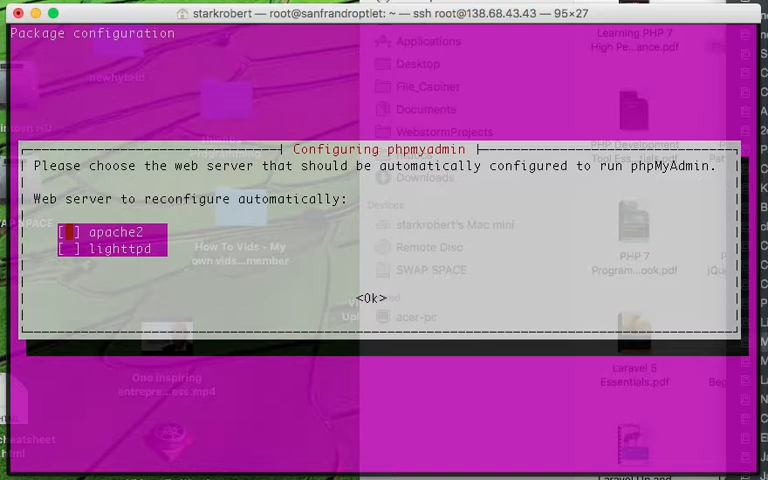 starkrobert — root@sanfrandroptlet: ~ — ssh root@138.68.43.43 — 95×27
Package configuration
Learning PHP 7
High Pe...ance.pdf
Applications
newhybrid
Desktop
File_Cabinet
Documents
WebstormProjects
Configuring phpmyadmin
Please choose the web server that should be automatically configured to run phpMyAdmin.
Downloads
Web server to reconfigure automatically:
Devices
starkrobert's Mac mini
[ ] apache2
[ ] lighttpd
How To Vids - My
own vids...member
Remote Disc
SWAP SPACE
PHP 7
Program...ook.pdf
<Ok>
acer-pc
Laravel 5
Essentials.pdf
One inspiring
entrepre...ess.mp4
cheatsheet
.html